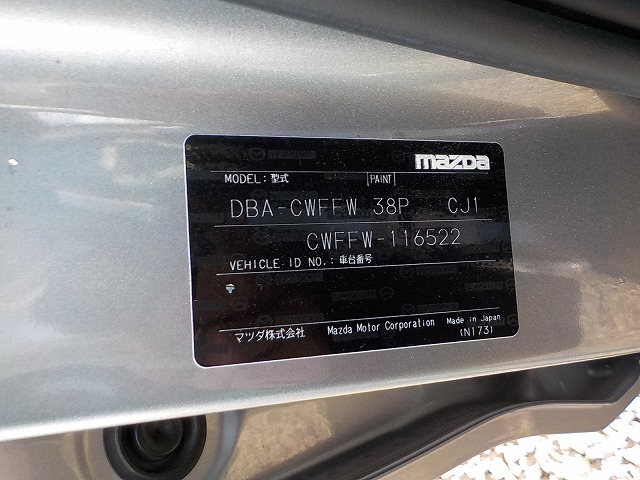 mazda
MODEL:型式 PAINT
DBA-CWFFW 38P CJ1
CWFFW-116522
VEHICLE ID NO.:車台番号
マツダ株式会社 Mazda Motor Corporation Made in Japan
(N173)